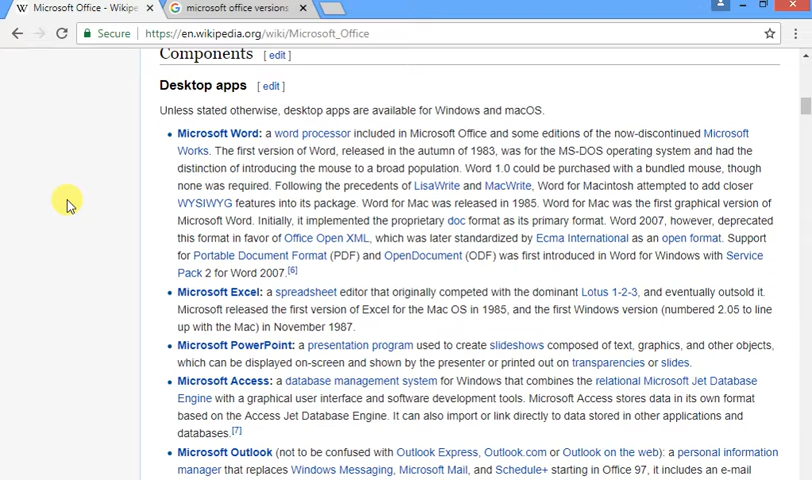 Microsoft Office - Wikipe
microsoft office versions
Secure https://en.wikipedia.org/wiki/Microsoft_Office
Components [ edit ]
Desktop apps [ edit ]
Unless stated otherwise, desktop apps are available for Windows and macOS.
• Microsoft Word: a word processor included in Microsoft Office and some editions of the now-discontinued Microsoft
Works. The first version of Word, released in the autumn of 1983, was for the MS-DOS operating system and had the
distinction of introducing the mouse to a broad population. Word 1.0 could be purchased with a bundled mouse, though
none was required. Following the precedents of LisaWrite and MacWrite, Word for Macintosh attempted to add closer
WYSIWYG features into its package. Word for Mac was released in 1985. Word for Mac was the first graphical version of
Microsoft Word. Initially, it implemented the proprietary doc format as its primary format. Word 2007, however, deprecated
this format in favor of Office Open XML, which was later standardized by Ecma International as an open format. Support
for Portable Document Format (PDF) and OpenDocument (ODF) was first introduced in Word for Windows with Service
Pack 2 for Word 2007.[6]
• Microsoft Excel: a spreadsheet editor that originally competed with the dominant Lotus 1-2-3, and eventually outsold it.
Microsoft released the first version of Excel for the Mac OS in 1985, and the first Windows version (numbered 2.05 to line
up with the Mac) in November 1987.
• Microsoft PowerPoint: a presentation program used to create slideshows composed of text, graphics, and other objects,
which can be displayed on-screen and shown by the presenter or printed out on transparencies or slides.
• Microsoft Access: a database management system for Windows that combines the relational Microsoft Jet Database
Engine with a graphical user interface and software development tools. Microsoft Access stores data in its own format
based on the Access Jet Database Engine. It can also import or link directly to data stored in other applications and
databases.[7]
• Microsoft Outlook (not to be confused with Outlook Express, Outlook.com or Outlook on the web): a personal information
manager that replaces Windows Messaging, Microsoft Mail, and Schedule+ starting in Office 97, it includes an e-mail